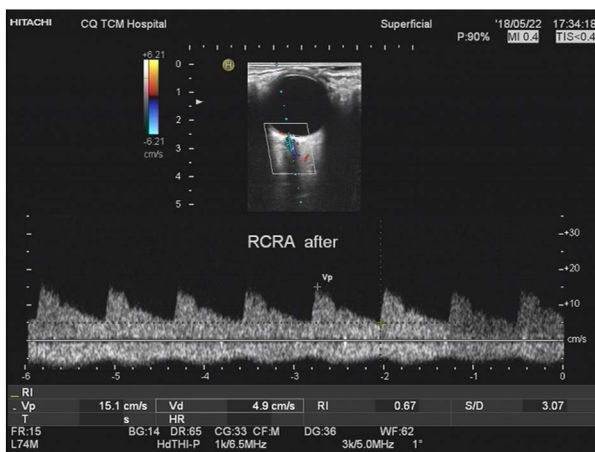 HITACHI CQ TCM Hospital Superficial '18/05/22 17:34:18
P:90% MI 0.4 TIS<0.4
+6.21
-6.21
cm/s
H
0
1
2
3
4
5
RCRA after
Vp
+30
+20
+10
cm/s
-6 -5 -4 -3 -2 -1 0
RI
Vp 15.1 cm/s Vd 4.9 cm/s RI 0.67 S/D 3.07
T s HR
FR:15 BG:14 DR:65 CG:33 CF:M DG:36 WF:62
L74M HdTHI-P 1k/6.5MHz 3k/5.0MHz 1°